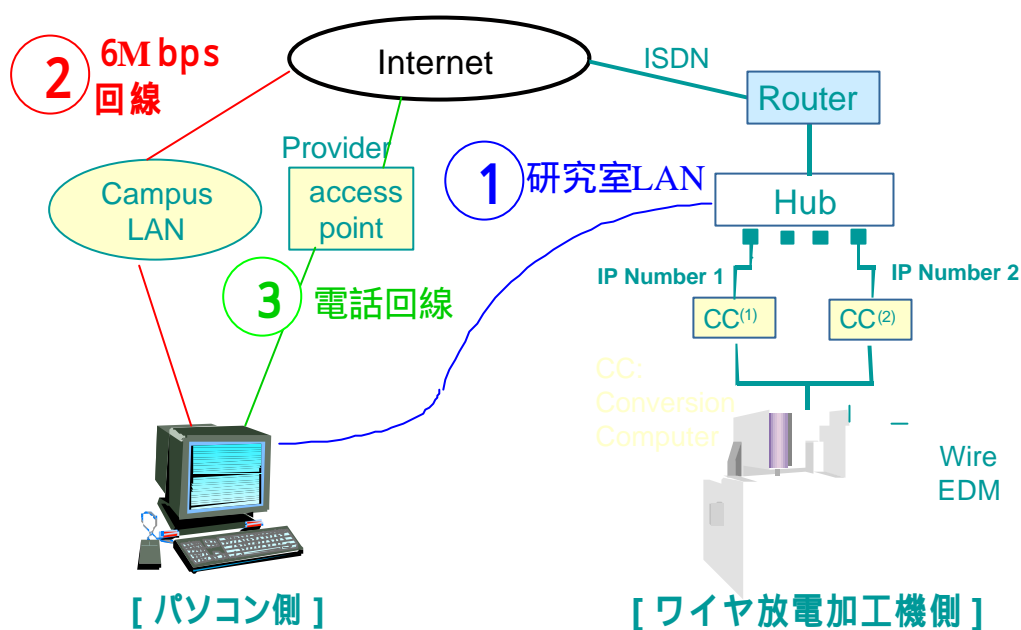 2
6Mbps
回線
Internet
ISDN
Router
Provider
access
point
Campus
LAN
1
研究室LAN
Hub
IP Number 1
IP Number 2
3
電話回線
CC(1)
CC(2)
CC:
Conversion
Computer
Wire
EDM
[ パソコン側 ]
[ ワイヤ放電加工機側 ]